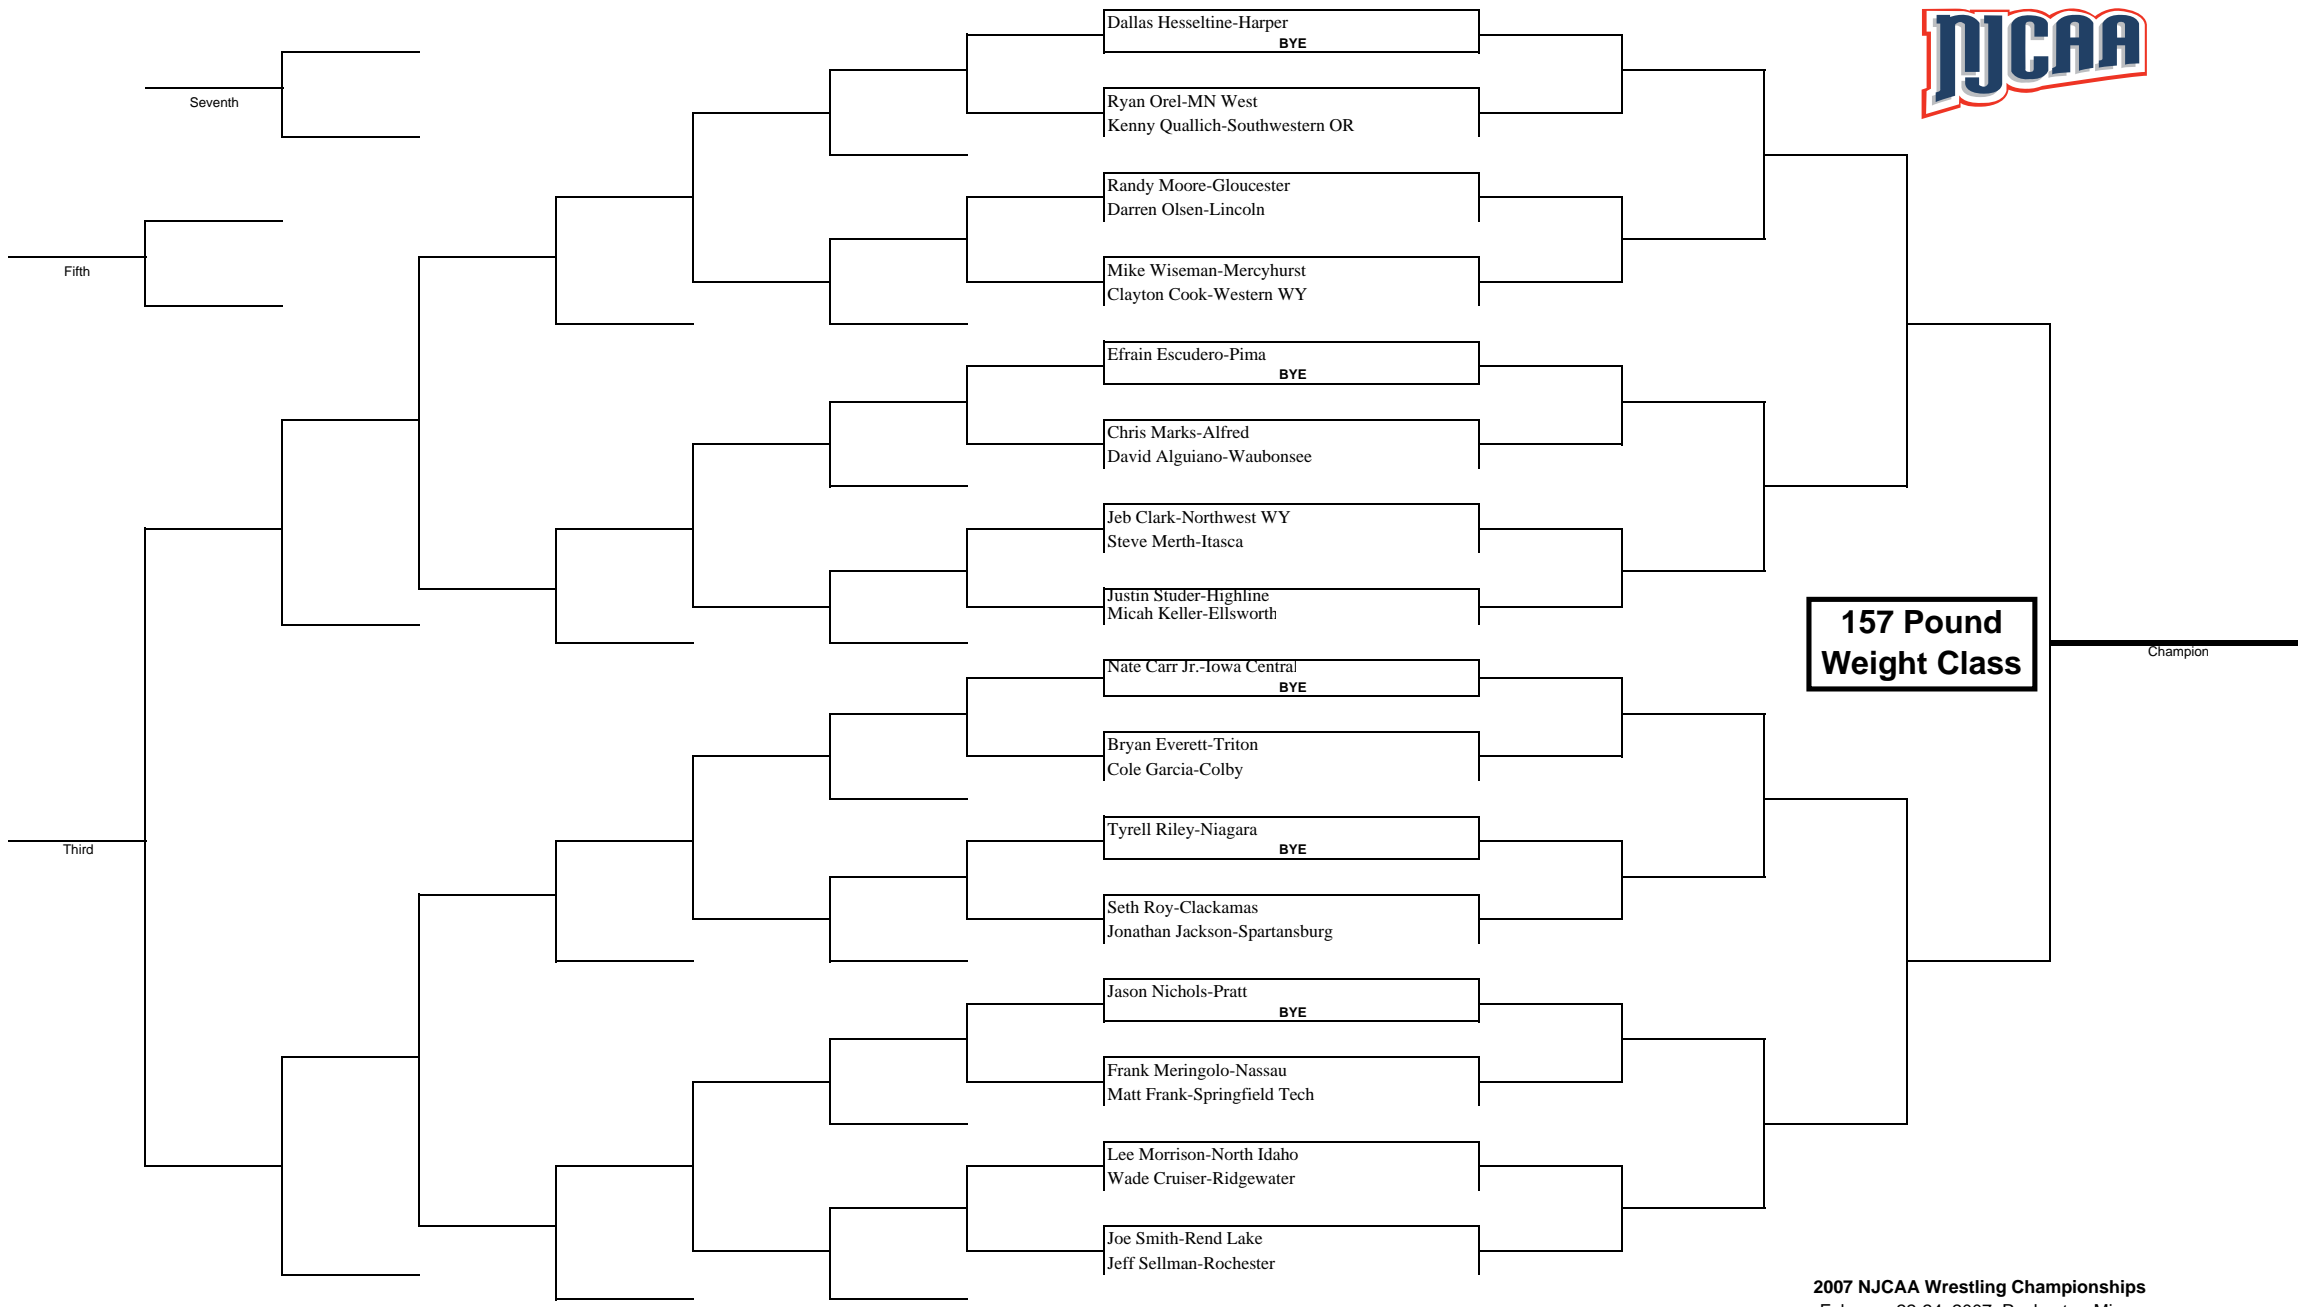 NJCAA
Dallas Hesseltine-Harper
BYE
Seventh
Ryan Orel-MN West
Kenny Quallich-Southwestern OR
Randy Moore-Gloucester
Darren Olsen-Lincoln
Fifth
Mike Wiseman-Mercyhurst
Clayton Cook-Western WY
Efrain Escudero-Pima
BYE
Chris Marks-Alfred
David Alguiano-Waubonsee
Jeb Clark-Northwest WY
Steve Merth-Itasca
Justin Studer-Highline
Micah Keller-Ellsworth
157 Pound
Weight Class
Champion
Nate Carr Jr.-Iowa Central
BYE
Bryan Everett-Triton
Cole Garcia-Colby
Tyrell Riley-Niagara
BYE
Third
Seth Roy-Clackamas
Jonathan Jackson-Spartansburg
Jason Nichols-Pratt
BYE
Frank Meringolo-Nassau
Matt Frank-Springfield Tech
Lee Morrison-North Idaho
Wade Cruiser-Ridgewater
Joe Smith-Rend Lake
Jeff Sellman-Rochester
2007 NJCAA Wrestling Championships